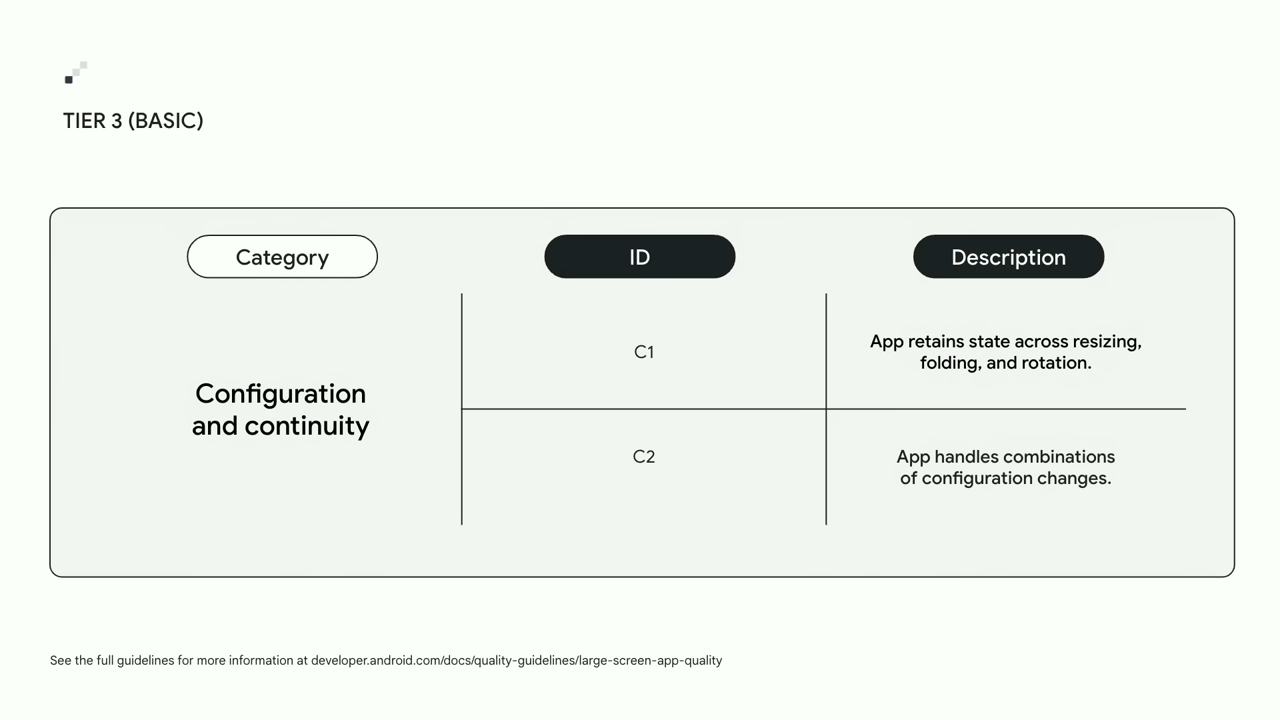 TIER 3 (BASIC)
Category
ID
Description
Configuration
and continuity
C1
App retains state across resizing,
folding, and rotation.
C2
App handles combinations
of configuration changes.
See the full guidelines for more information at developer.android.com/docs/quality-guidelines/large-screen-app-quality